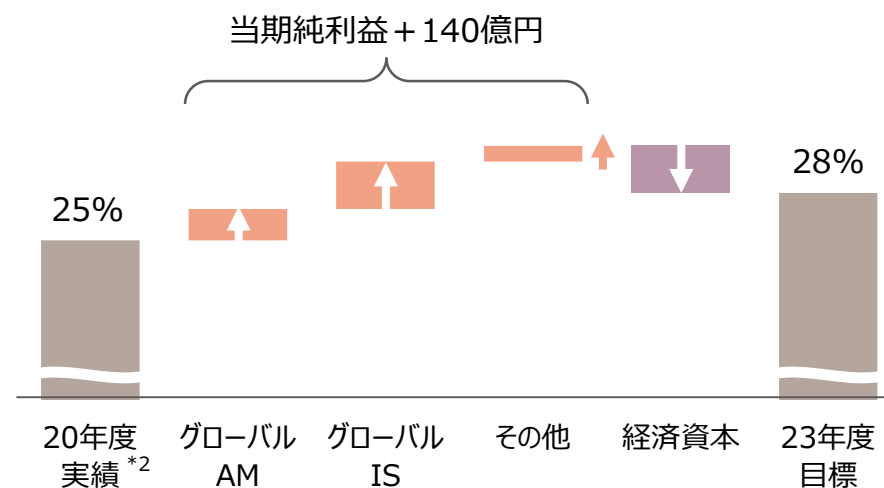 当期純利益＋140億円
25%
28%
20年度
実績 *2
グローバル
AM
グローバル
IS
その他
経済資本
23年度
目標